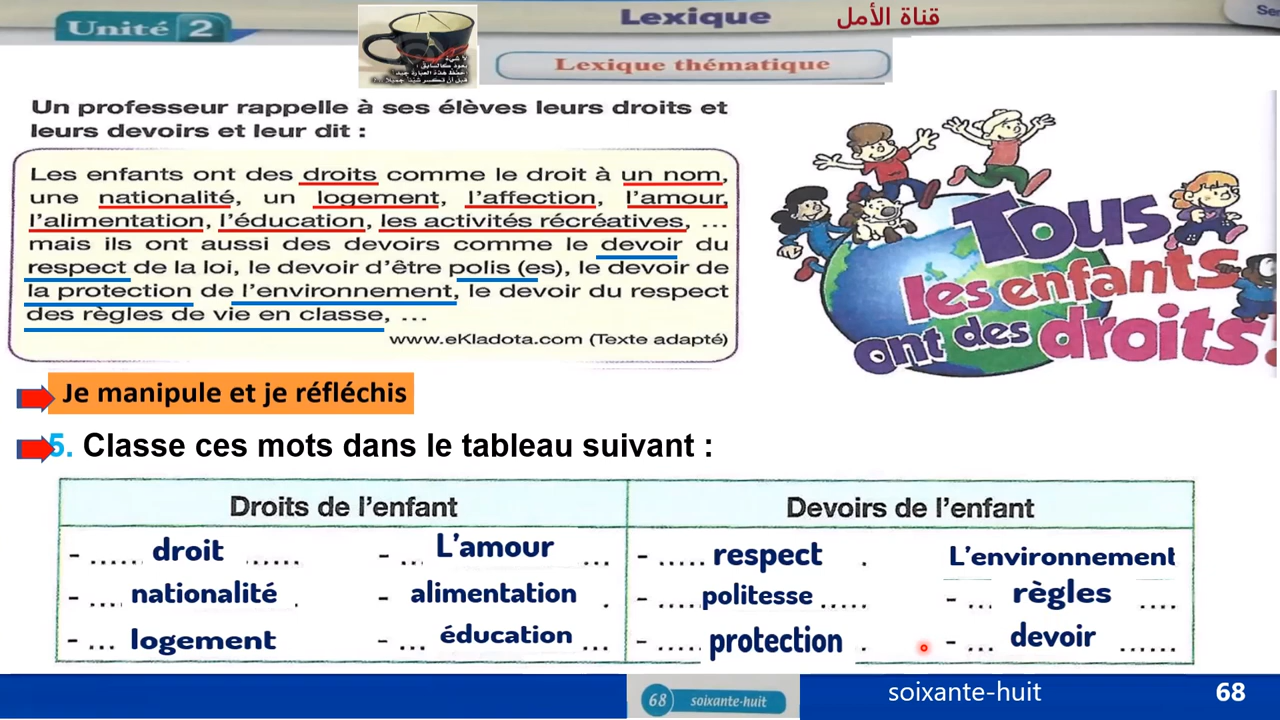 Unité 2
Lexique
قناة الأمل
Lexique thématique
Un professeur rappelle à ses élèves leurs droits et
leurs devoirs et leur dit :
Les enfants ont des droits comme le droit à un nom,
une nationalité, un logement, l'affection, l'amour,
l'alimentation, l'éducation, les activités récréatives, ...
mais ils ont aussi des devoirs comme le devoir du
respect de la loi, le devoir d'être polis (es), le devoir de
la protection de l'environnement, le devoir du respect
des règles de vie en classe, ...
www.eKladota.com (Texte adapté)
Tous
les enfants
ont des droits.
Je manipule et je réfléchis
5. Classe ces mots dans le tableau suivant :
Droits de l'enfant
Devoirs de l'enfant
- ..... droit ......
- ... L'amour ...
- ..... respect .
L'environnement
- .... nationalité .
- alimentation .
- .....politesse .....
- ... règles ....
- ... logement
- ... éducation ...
- ..... protection .
- ... devoir ......
68 soixante-huit
soixante-huit
68